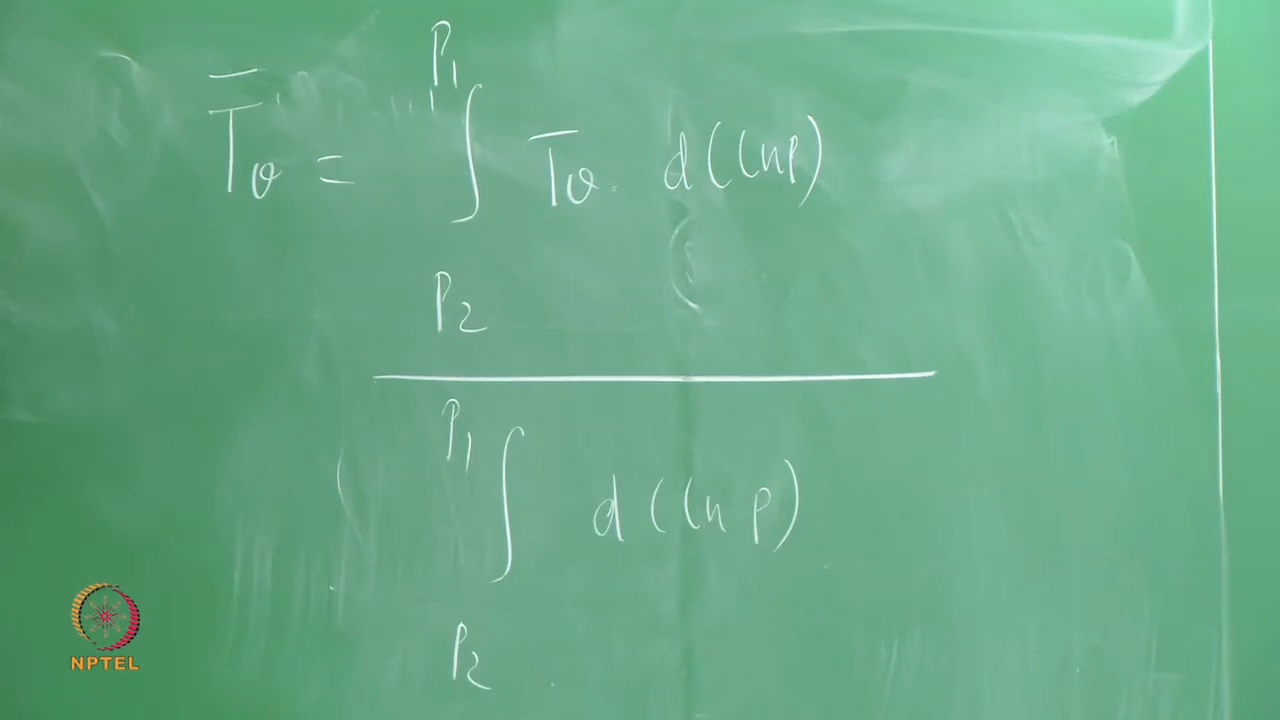 P₁
T̄ᵥ = ∫ Tᵥ d(ln p)
P₂
P₁
∫ d(ln p)
P₂
NPTEL